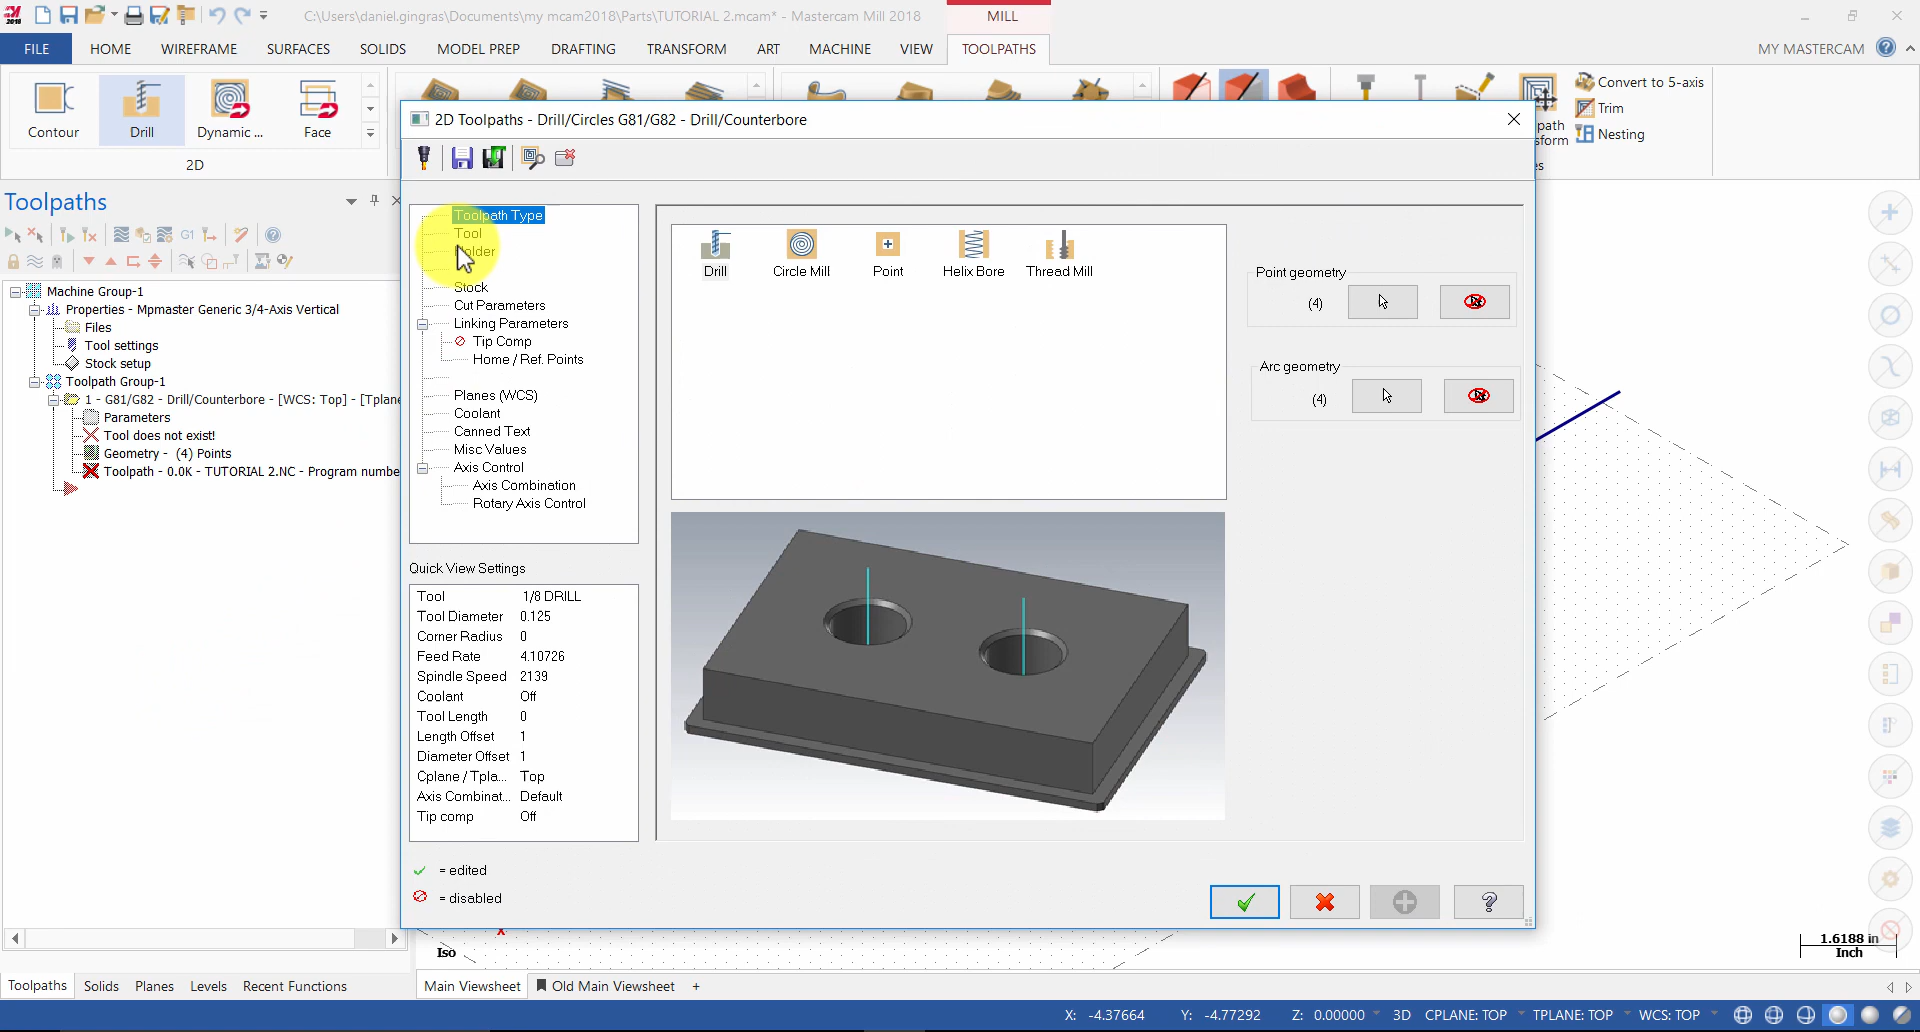 C:\Users\daniel.gingras\Documents\my mcam2018\Parts\TUTORIAL 2.mcam* - Mastercam Mill 2018
MILL
FILE HOME WIREFRAME SURFACES SOLIDS MODEL PREP DRAFTING TRANSFORM ART MACHINE VIEW TOOLPATHS MY MASTERCAM
Contour Drill Dynamic ... Face
2D
Convert to 5-axis
Trim
Nesting
2D Toolpaths - Drill/Circles G81/G82 - Drill/Counterbore
Toolpaths
Machine Group-1
Properties - Mpmaster Generic 3/4-Axis Vertical
Files
Tool settings
Stock setup
Toolpath Group-1
1 - G81/G82 - Drill/Counterbore - [WCS: Top] - [Tplane
Parameters
Tool does not exist!
Geometry - (4) Points
Toolpath - 0.0K - TUTORIAL 2.NC - Program numbe
Toolpath Type
Tool
Holder
Stock
Cut Parameters
Linking Parameters
Tip Comp
Home / Ref. Points
Planes (WCS)
Coolant
Canned Text
Misc Values
Axis Control
Axis Combination
Rotary Axis Control
Quick View Settings
Tool 1/8 DRILL
Tool Diameter 0.125
Corner Radius 0
Feed Rate 4.10726
Spindle Speed 2139
Coolant Off
Tool Length 0
Length Offset 1
Diameter Offset 1
Cplane / Tpla... Top
Axis Combinat... Default
Tip comp Off
= edited
= disabled
Drill Circle Mill Point Helix Bore Thread Mill
Point geometry
(4)
Arc geometry
(4)
Iso
1.6188 in
Inch
Toolpaths Solids Planes Levels Recent Functions
Main Viewsheet Old Main Viewsheet +
X: -4.37664 Y: -4.77292 Z: 0.00000 3D CPLANE: TOP TPLANE: TOP WCS: TOP